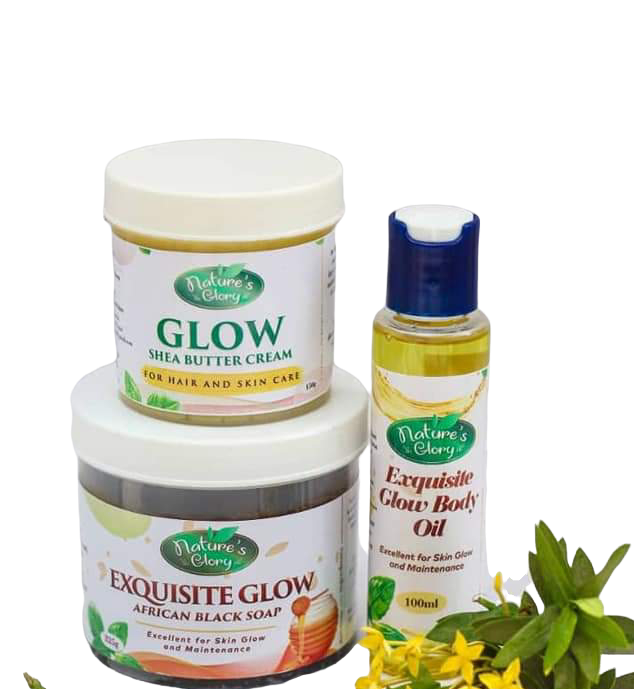 Nature's
Glory
GLOW
SHEA BUTTER CREAM
FOR HAIR AND SKIN CARE
150g
Nature's
Glory
EXQUISITE GLOW
AFRICAN BLACK SOAP
Excellent for Skin Glow
and Maintenance
Nature's
Glory
Exquisite
Glow Body
Oil
Excellent for Skin Glow
and Maintenance
100ml